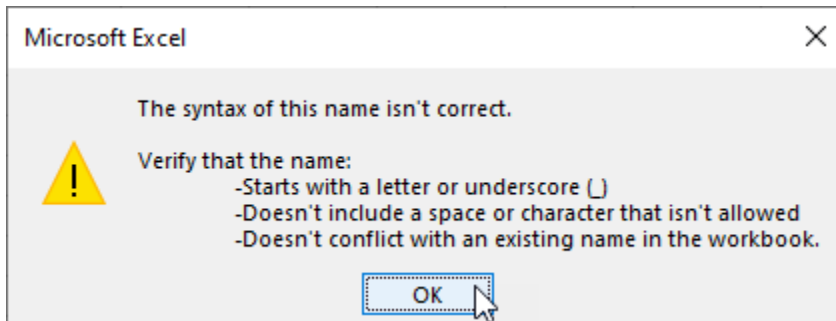 Microsoft Excel
The syntax of this name isn't correct.
Verify that the name:
-Starts with a letter or underscore (_)
-Doesn't include a space or character that isn't allowed
-Doesn't conflict with an existing name in the workbook.
OK